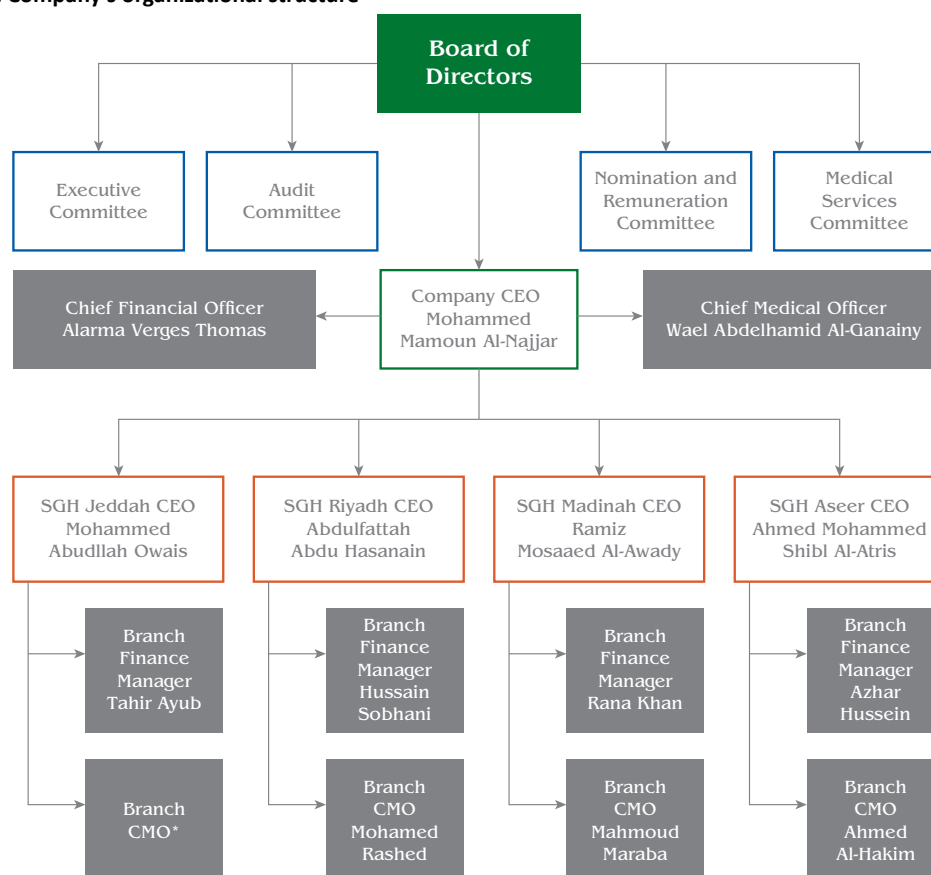 Company's organizational structure
Board of
Directors
Executive
Committee
Audit
Committee
Nomination and
Remuneration
Committee
Medical
Services
Committee
Chief Financial Officer
Alarma Verges Thomas
Company CEO
Mohammed
Mamoun Al-Najjar
Chief Medical Officer
Wael Abdelhamid Al-Ganainy
SGH Jeddah CEO
Mohammed
Abudllah Owais
SGH Riyadh CEO
Abdulfattah
Abdu Hasanain
SGH Madinah CEO
Ramiz
Mosaaed Al-Awady
SGH Aseer CEO
Ahmed Mohammed
Shibl Al-Atris
Branch
Finance
Manager
Tahir Ayub
Branch
Finance
Manager
Hussain
Sobhani
Branch
Finance
Manager
Rana Khan
Branch
Finance
Manager
Azhar
Hussein
Branch
CMO*
Branch
CMO
Mohamed
Rashed
Branch
CMO
Mahmoud
Maraba
Branch
CMO
Ahmed
Al-Hakim